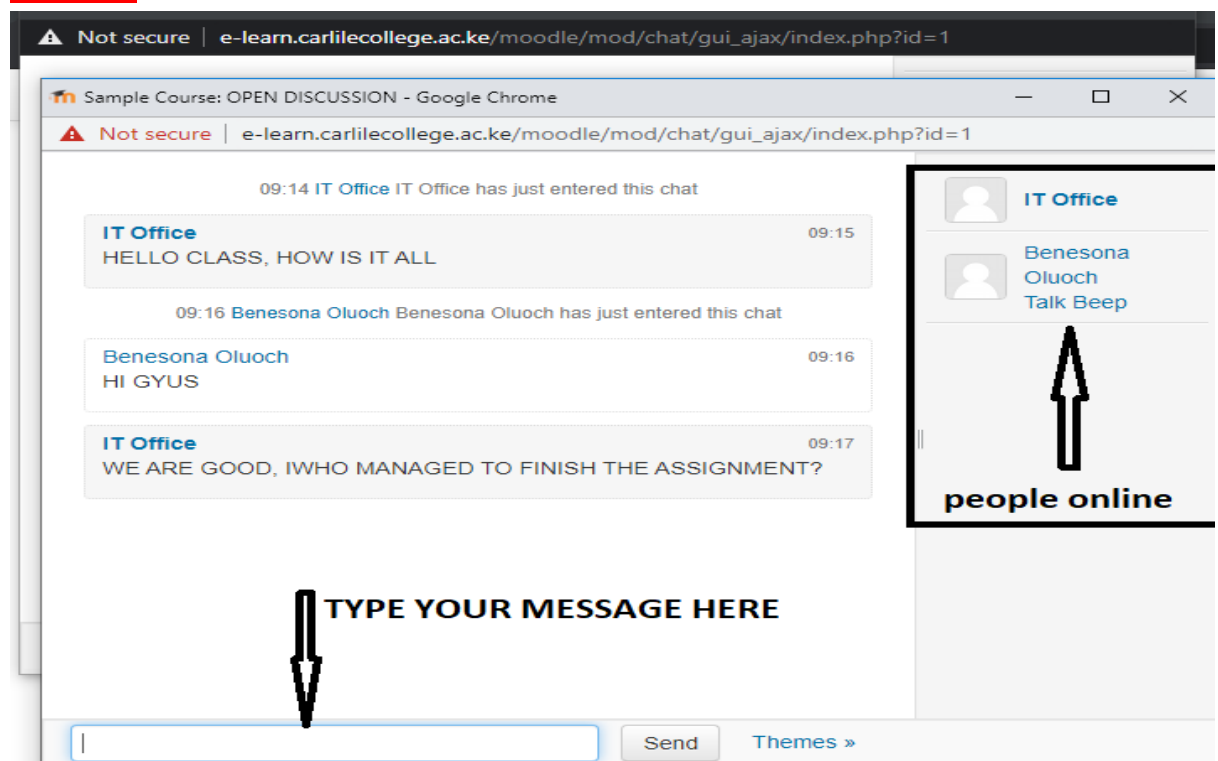 Not secure | e-learn.carlilecollege.ac.ke/moodle/mod/chat/gui_ajax/index.php?id=1
Sample Course: OPEN DISCUSSION - Google Chrome
Not secure | e-learn.carlilecollege.ac.ke/moodle/mod/chat/gui_ajax/index.php?id=1
09:14 IT Office IT Office has just entered this chat
IT Office 09:15
HELLO CLASS, HOW IS IT ALL
09:16 Benesona Oluoch Benesona Oluoch has just entered this chat
Benesona Oluoch 09:16
HI GYUS
IT Office 09:17
WE ARE GOOD, IWHO MANAGED TO FINISH THE ASSIGNMENT?
IT Office
Benesona
Oluoch
Talk Beep
people online
TYPE YOUR MESSAGE HERE
Send Themes »